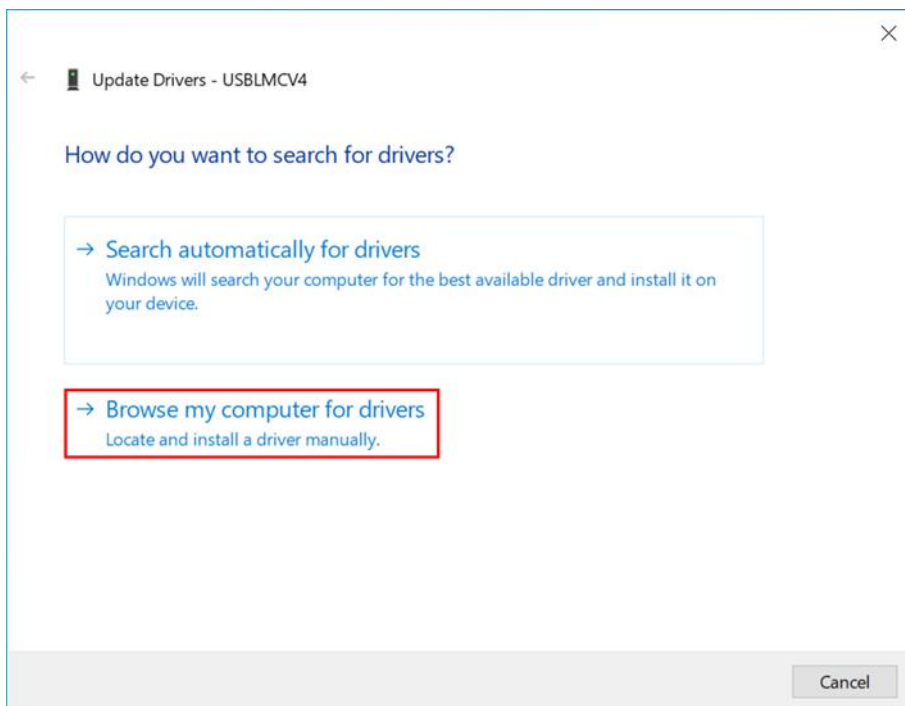 Update Drivers - USBLMCV4
How do you want to search for drivers?
Search automatically for drivers
Windows will search your computer for the best available driver and install it on
your device.
Browse my computer for drivers
Locate and install a driver manually.
Cancel